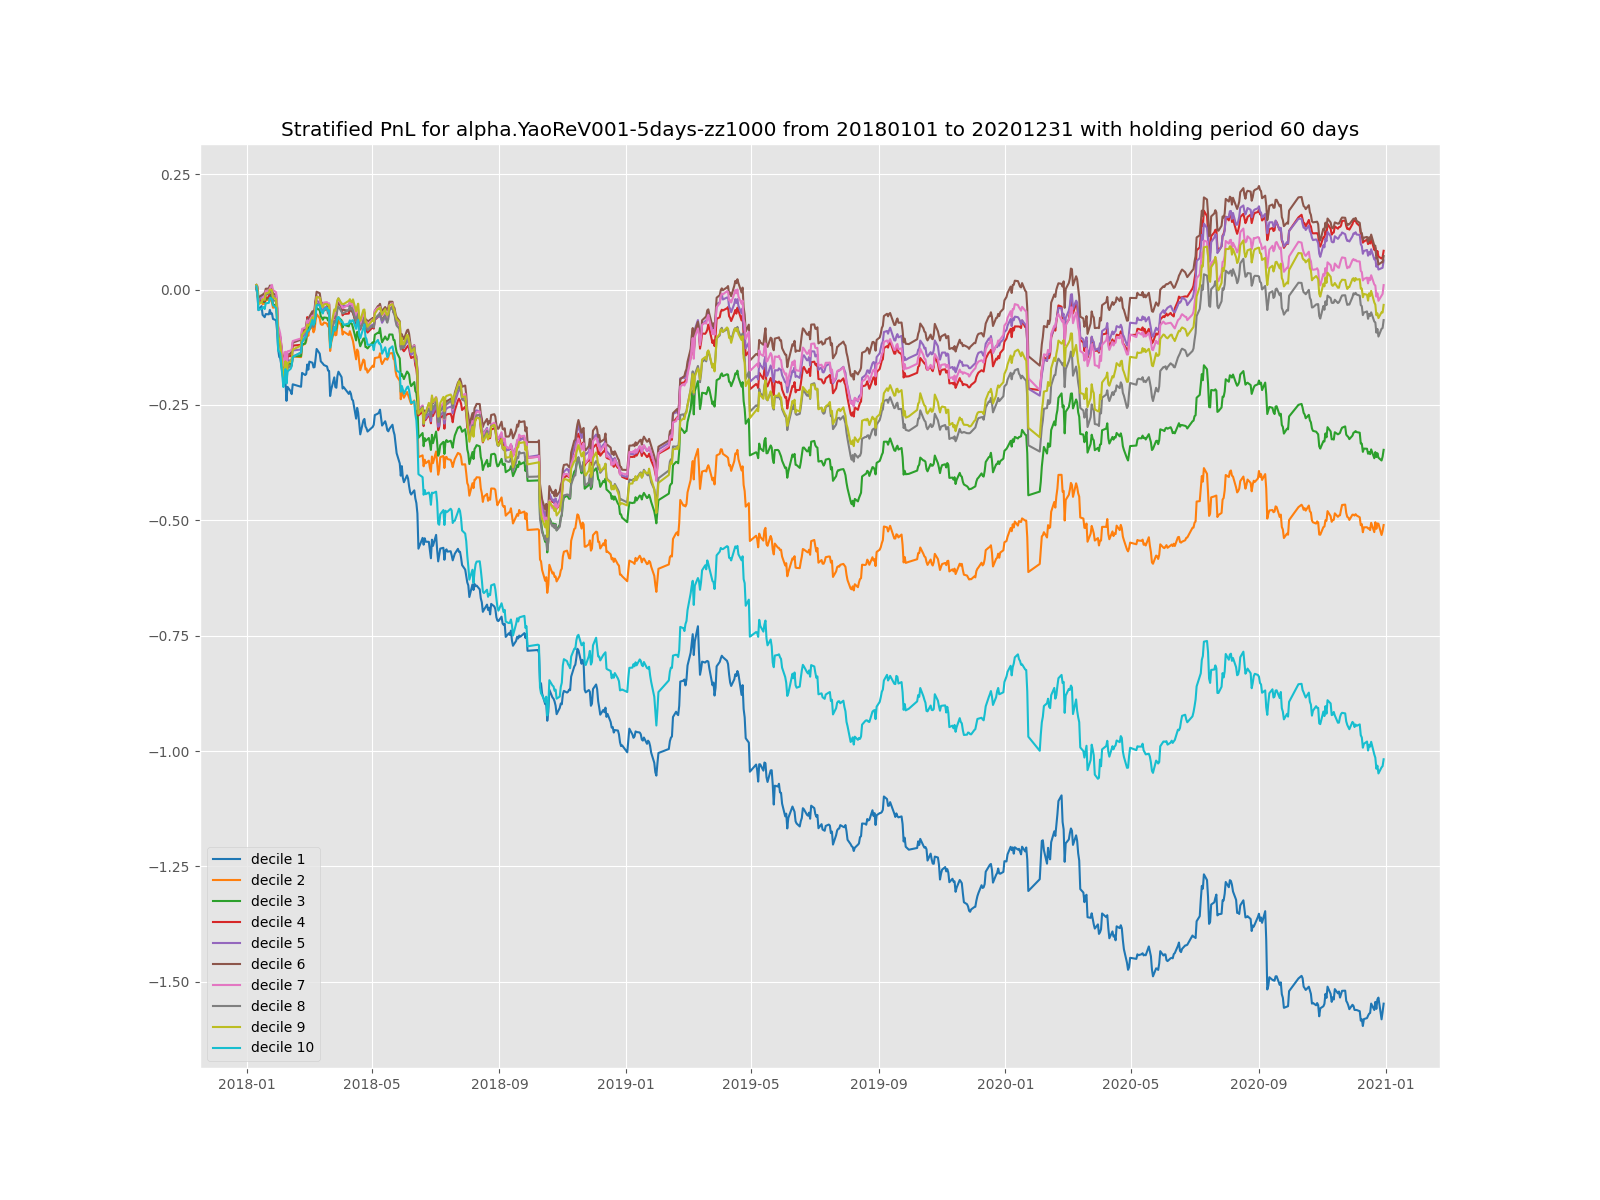 Stratified PnL for alpha.YaoReV001-5days-zz1000 from 20180101 to 20201231 with holding period 60 days
0.25
0.00
−0.25
−0.50
−0.75
−1.00
−1.25
−1.50
decile 1
decile 2
decile 3
decile 4
decile 5
decile 6
decile 7
decile 8
decile 9
decile 10
2018-01 2018-05 2018-09 2019-01 2019-05 2019-09 2020-01 2020-05 2020-09 2021-01